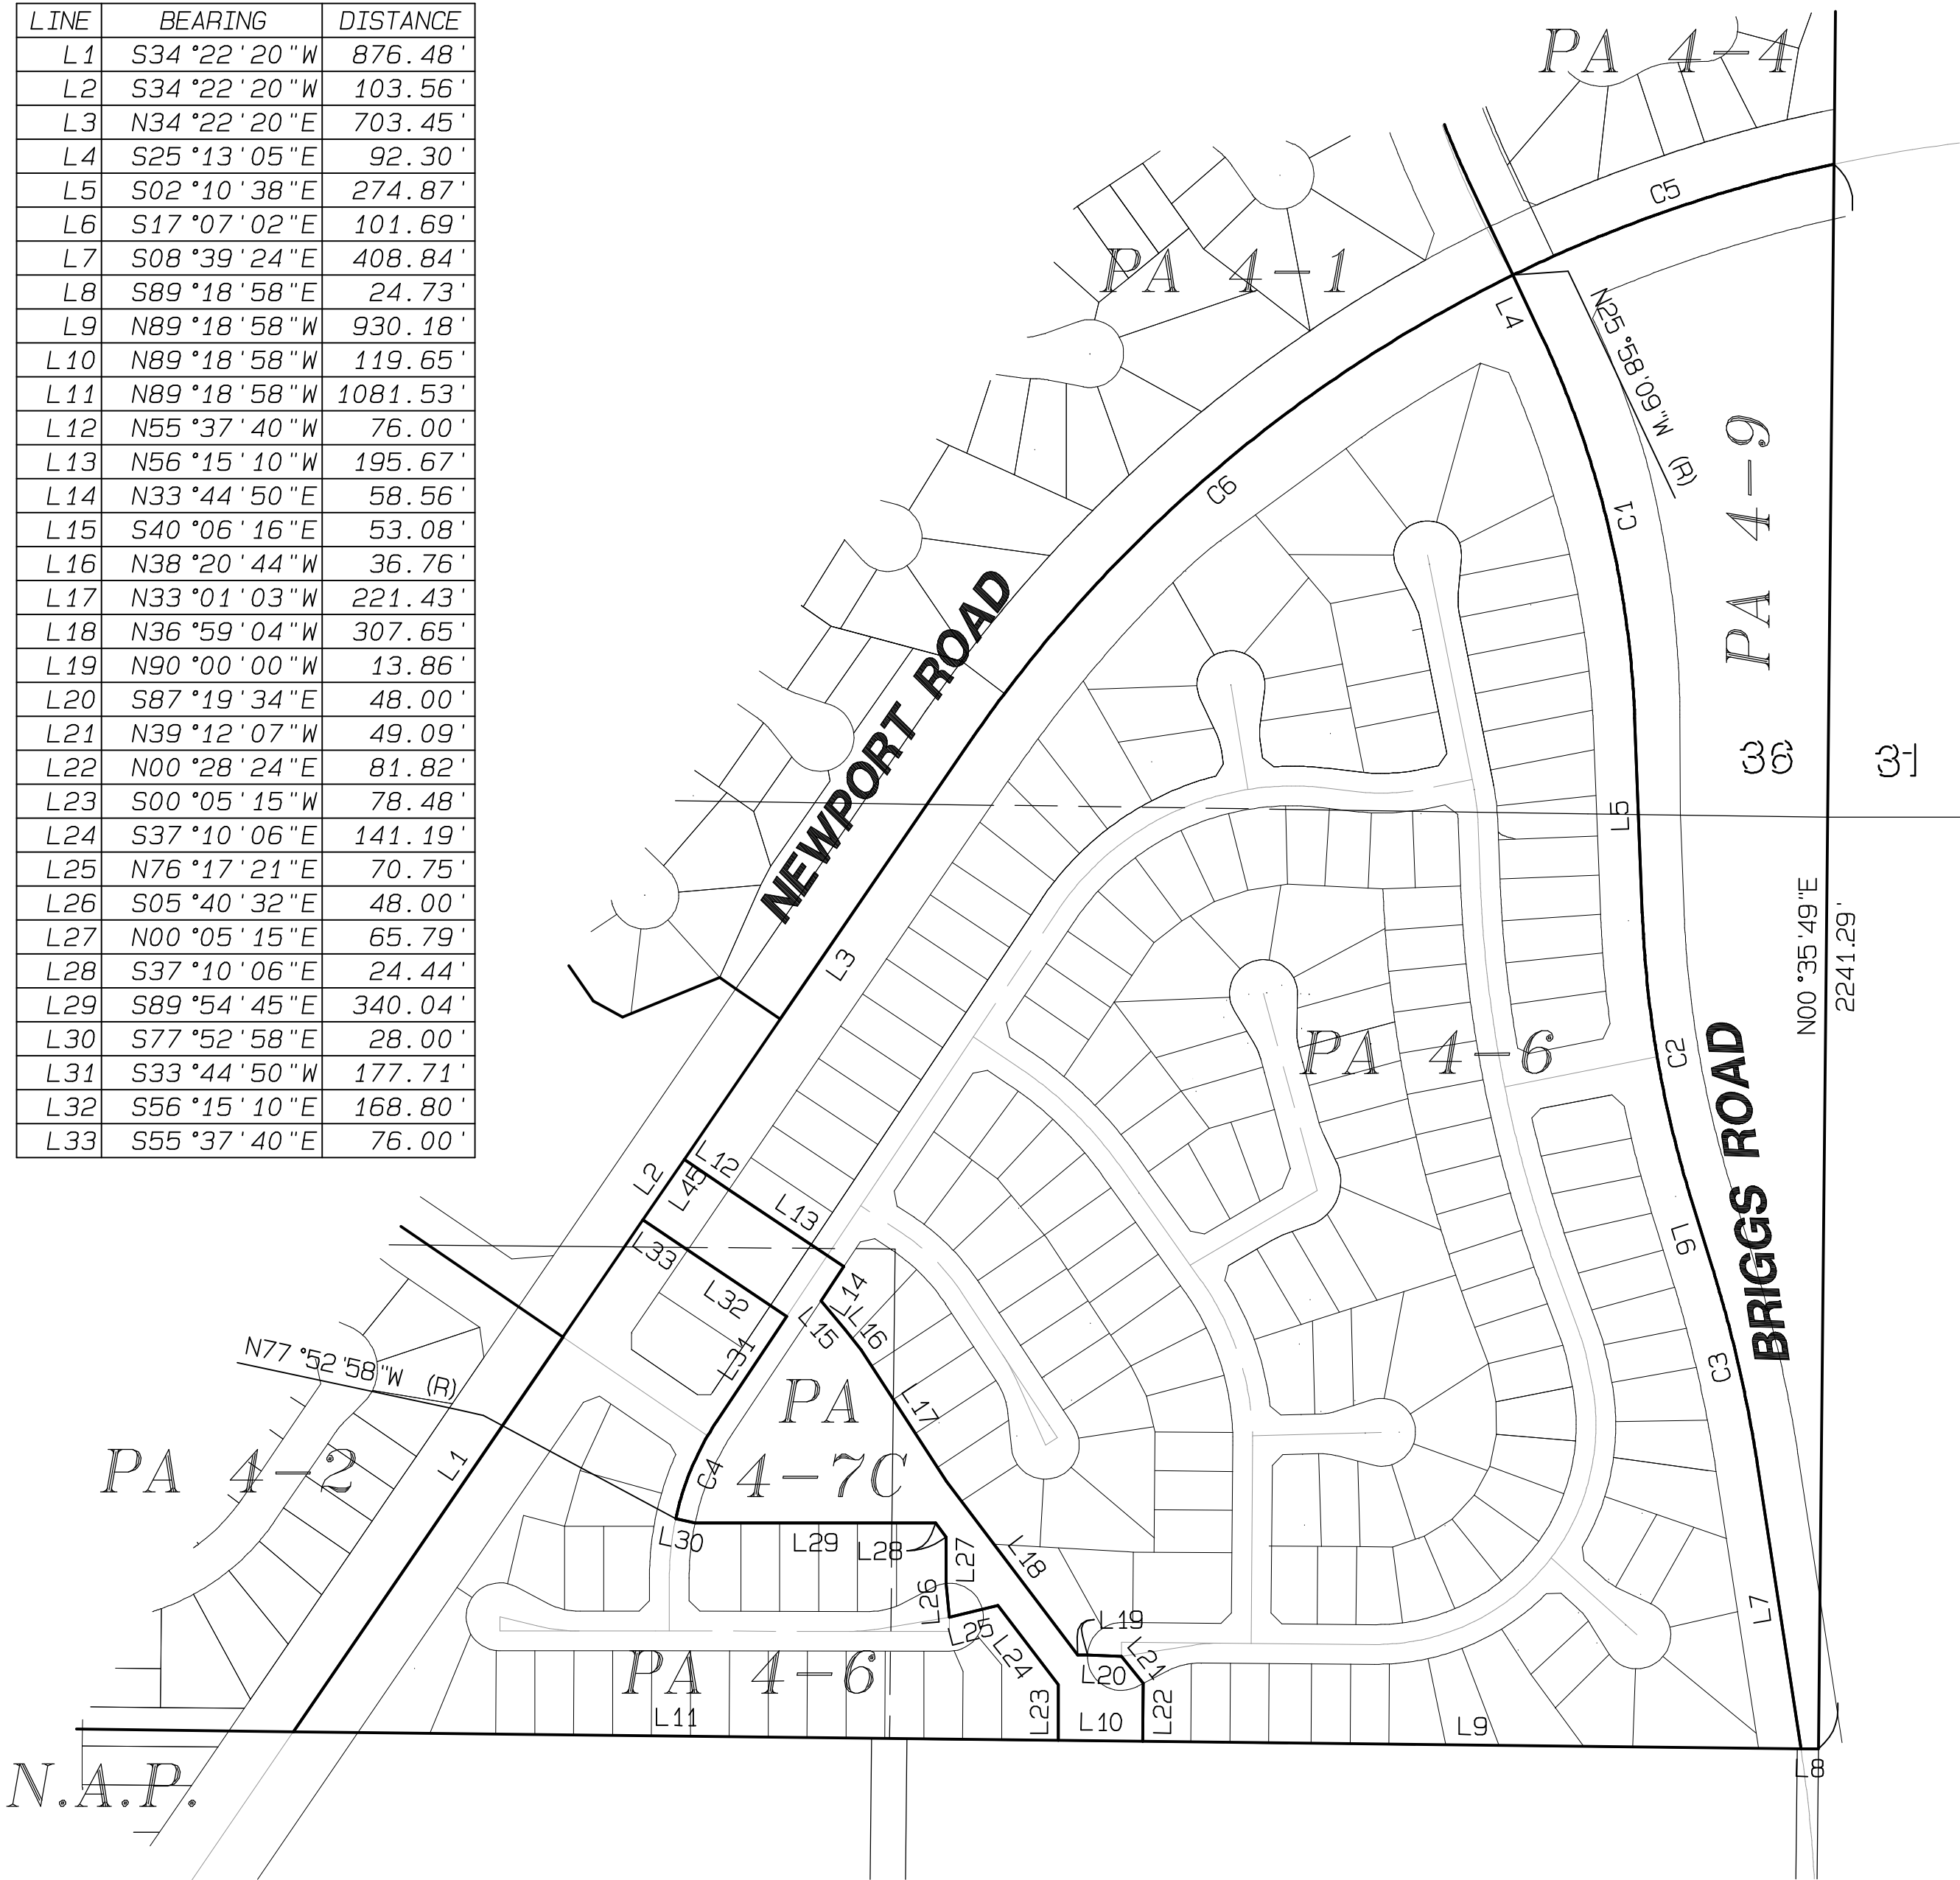 LINE BEARING DISTANCE
L1 S34°22'20"W 876.48'
L2 S34°22'20"W 103.56'
L3 N34°22'20"E 703.45'
L4 S25°13'05"E 92.30'
L5 S02°10'38"E 274.87'
L6 S17°07'02"E 101.69'
L7 S08°39'24"E 408.84'
L8 S89°18'58"E 24.73'
L9 N89°18'58"W 930.18'
L10 N89°18'58"W 119.65'
L11 N89°18'58"W 1081.53'
L12 N55°37'40"W 76.00'
L13 N56°15'10"W 195.67'
L14 N33°44'50"E 58.56'
L15 S40°06'16"E 53.08'
L16 N38°20'44"W 36.76'
L17 N33°01'03"W 221.43'
L18 N36°59'04"W 307.65'
L19 N90°00'00"W 13.86'
L20 S87°19'34"E 48.00'
L21 N39°12'07"W 49.09'
L22 N00°28'24"E 81.82'
L23 S00°05'15"W 78.48'
L24 S37°10'06"E 141.19'
L25 N76°17'21"E 70.75'
L26 S05°40'32"E 48.00'
L27 N00°05'15"E 65.79'
L28 S37°10'06"E 24.44'
L29 S89°54'45"E 340.04'
L30 S77°52'58"E 28.00'
L31 S33°44'50"W 177.71'
L32 S56°15'10"E 168.80'
L33 S55°37'40"E 76.00'
PA 4-4
C5
PA 4-1
L4
N25°58'09"W (R)
C6
C1
PA 4-9
NEWPORT ROAD
36
31
L5
L3
N00°35'49"E
2241.29'
PA 4-6
C2
BRIGGS ROAD
L12
L2
L45
L13
L6
L33
L14
L32
L15
L16
L31
N77°52'58"W (R)
C3
PA
4-7C
L17
PA 4-2
L1
C4
L30
L29
L28
L27
L18
L26
L19
L7
L25
L24
L21
L20
PA 4-6
L11
L23
L10
L22
L9
L8
N.A.P.